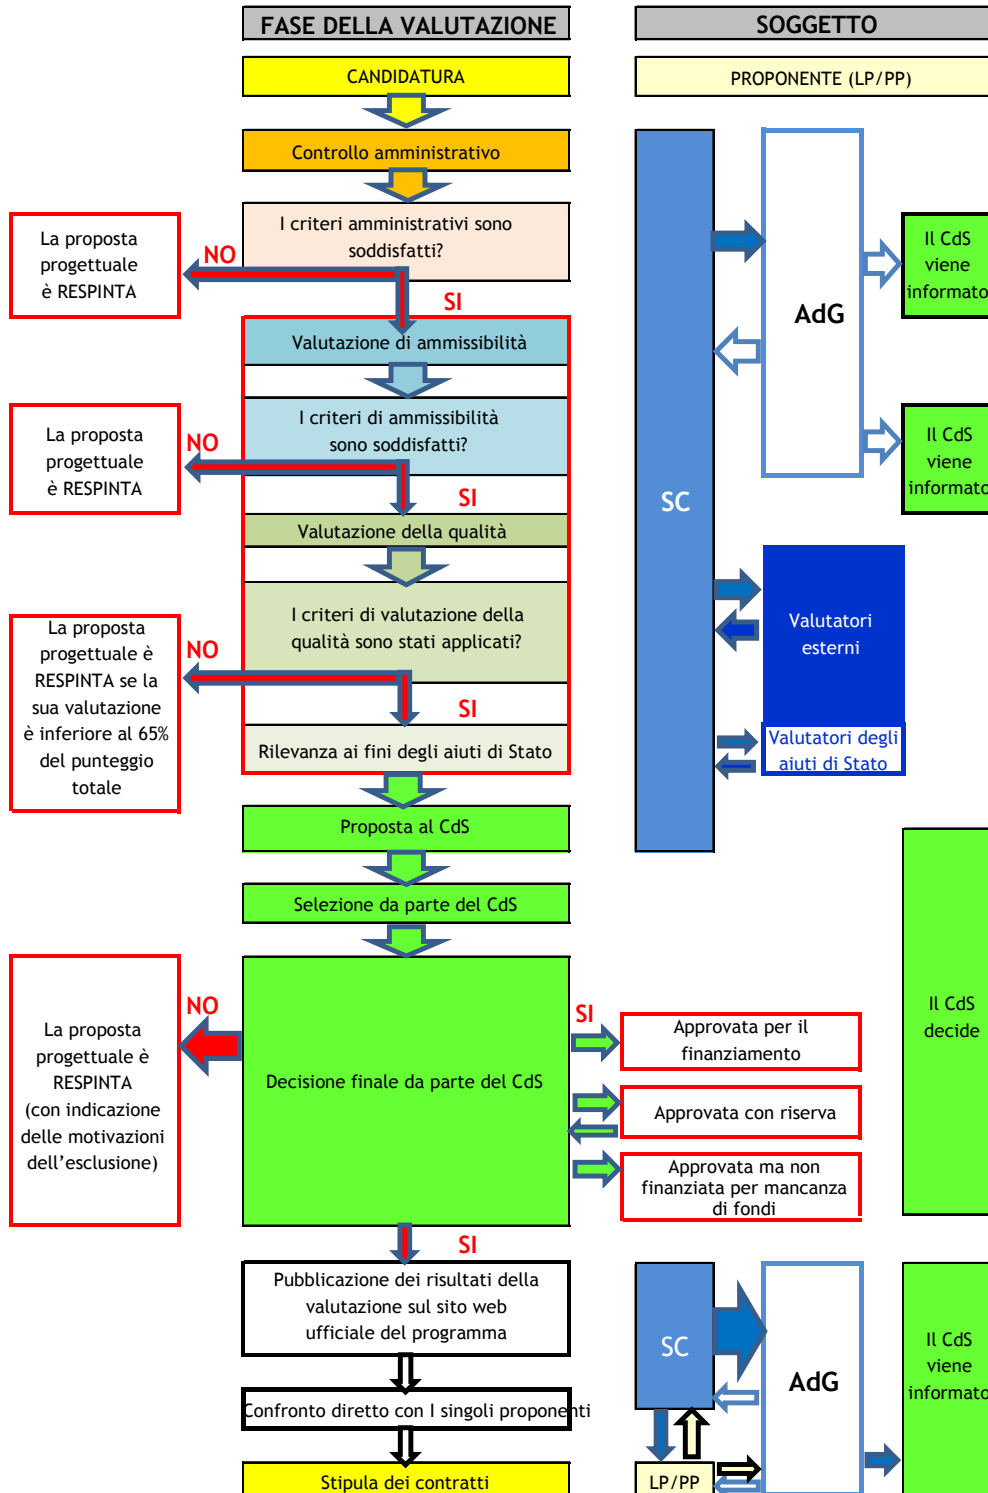 FASE DELLA VALUTAZIONE
SOGGETTO
CANDIDATURA
PROPONENTE (LP/PP)
Controllo amministrativo
I criteri amministrativi sono
soddisfatti?
NO
La proposta
progettuale
è RESPINTA
SI
Valutazione di ammissibilità
I criteri di ammissibilità
sono soddisfatti?
NO
La proposta
progettuale
è RESPINTA
SI
Valutazione della qualità
I criteri di valutazione della
qualità sono stati applicati?
NO
La proposta
progettuale è
RESPINTA se la
sua valutazione
è inferiore al 65%
del punteggio
totale
SI
Rilevanza ai fini degli aiuti di Stato
SC
AdG
Il CdS
viene
informato
Il CdS
viene
informato
Valutatori
esterni
Valutatori degli
aiuti di Stato
Proposta al CdS
Selezione da parte del CdS
Decisione finale da parte del CdS
NO
La proposta
progettuale è
RESPINTA
(con indicazione
delle motivazioni
dell'esclusione)
SI
Approvata per il
finanziamento
Approvata con riserva
Approvata ma non
finanziata per mancanza
di fondi
Il CdS
decide
SI
Pubblicazione dei risultati della
valutazione sul sito web
ufficiale del programma
Confronto diretto con I singoli proponenti
Stipula dei contratti
SC
AdG
Il CdS
viene
informato
LP/PP